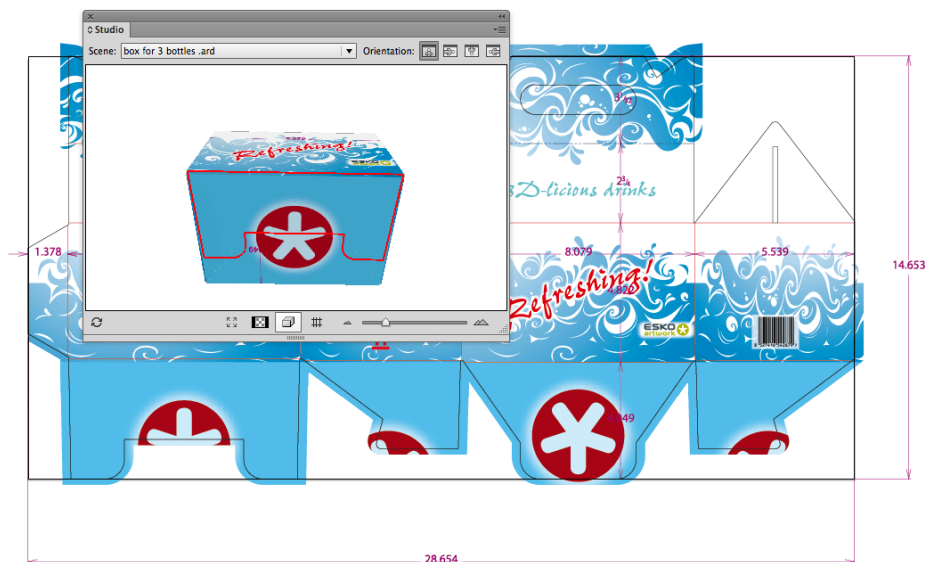 Studio
Scene: box for 3 bottles .ard Orientation:
Refreshing!
3D-licious drinks
1.378
8.079
5.539
14.653
Refreshing!
ESKO
artwork
28.654